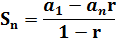 Sₙ = (a₁ − aₙr) / (1 − r)